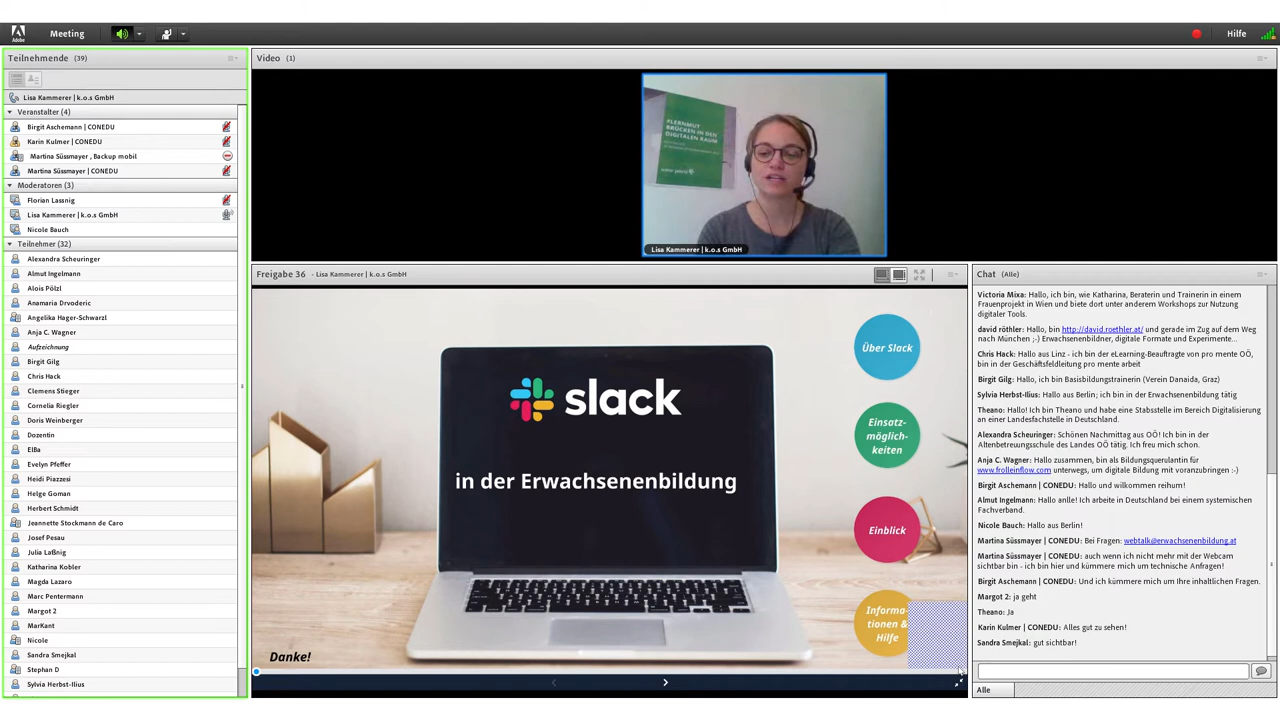 Adobe
Meeting
Hilfe
Teilnehmende (39)
Lisa Kammerer | k.o.s GmbH
Veranstalter (4)
Birgit Aschemann | CONEDU
Karin Kulmer | CONEDU
Martina Süssmayer , Backup mobil
Martina Süssmayer | CONEDU
Moderatoren (3)
Florian Lassnig
Lisa Kammerer | k.o.s GmbH
Nicole Bauch
Teilnehmer (32)
Alexandra Scheuringer
Almut Ingelmann
Alois Pölzl
Anamaria Drvoderic
Angelika Hager-Schwarzl
Anja C. Wagner
Aufzeichnung
Birgit Gilg
Chris Hack
Clemens Stieger
Cornelia Riegler
Doris Weinberger
Dozentin
ElBa
Evelyn Pfeffer
Heidi Piazzesi
Helge Goman
Herbert Schmidt
Jeannette Stockmann de Caro
Josef Pesau
Julia Laßnig
Katharina Kobler
Magda Lazaro
Marc Pentermann
Margot 2
MarKant
Nicole
Sandra Smejkal
Stephan D
Sylvia Herbst-Ilius
Video (1)
#LERNMUT
BRÜCKEN IN DEN
DIGITALEN RAUM
Lisa Kammerer | k.o.s GmbH
Freigabe 36 - Lisa Kammerer | k.o.s GmbH
slack
in der Erwachsenenbildung
Über Slack
Einsatz-
möglich-
keiten
Einblick
Informa-
tionen &
Hilfe
Danke!
Chat (Alle)
Victoria Mixa: Hallo, ich bin, wie Katharina, Beraterin und Trainerin in einem
Frauenprojekt in Wien und biete dort unter anderem Workshops zur Nutzung
digitaler Tools.
david röthler: Hallo, bin http://david.roethler.at/ und gerade im Zug auf dem Weg
nach München ;-) Erwachsenenbildner, digitale Formate und Experimente...
Chris Hack: Hallo aus Linz - ich bin der eLearning-Beauftragte von pro mente OÖ,
bin in der Geschäftsfeldleitung pro mente arbeit
Birgit Gilg: Hallo, ich bin Basisbildungstrainerin (Verein Danaida, Graz)
Sylvia Herbst-Ilius: Hallo aus Berlin; ich bin in der Erwachsenenbildung tätig
Theano: Hallo! Ich bin Theano und habe eine Stabsstelle im Bereich Digitalisierung
an einer Landesfachstelle in Deutschland.
Alexandra Scheuringer: Schönen Nachmittag aus OÖ! Ich bin in der
Altenbetreuungsschule des Landes OÖ tätig. Ich freu mich schon.
Anja C. Wagner: Hallo zusammen, bin als Bildungsquerulantin für
www.frolleinflow.com unterwegs, um digitale Bildung mit voranzubringen :-)
Birgit Aschemann | CONEDU: Hallo und wilkommen reihum!
Almut Ingelmann: Hallo anlle! Ich arbeite in Deutschland bei einem systemischen
Fachverband.
Nicole Bauch: Hallo aus Berlin!
Martina Süssmayer | CONEDU: Bei Fragen: webtalk@erwachsenenbildung.at
Martina Süssmayer | CONEDU: auch wenn ich nicht mehr mit der Webcam
sichtbar bin - ich bin hier und kümmere mich um technische Anfragen!
Birgit Aschemann | CONEDU: Und ich kümmere mich um Ihre inhaltlichen Fragen.
Margot 2: ja geht
Theano: Ja
Karin Kulmer | CONEDU: Alles gut zu sehen!
Sandra Smejkal: gut sichtbar!
Alle